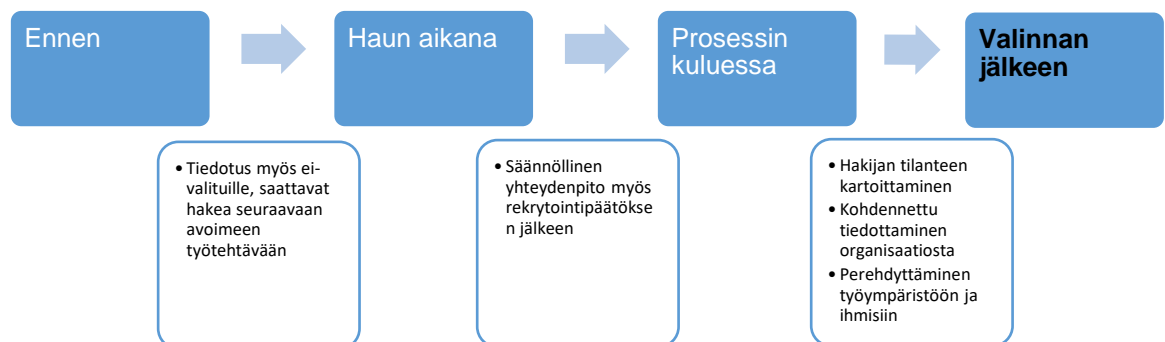 Ennen
Haun aikana
Prosessin
kuluessa
Valinnan
jälkeen
• Tiedotus myös ei-
valituille, saattavat
hakea seuraavaan
avoimeen
työtehtävään
• Säännöllinen
yhteydenpito myös
rekrytointipäätökse
n jälkeen
• Hakijan tilanteen
kartoittaminen
• Kohdennettu
tiedottaminen
organisaatiosta
• Perehdyttäminen
työympäristöön ja
ihmisiin